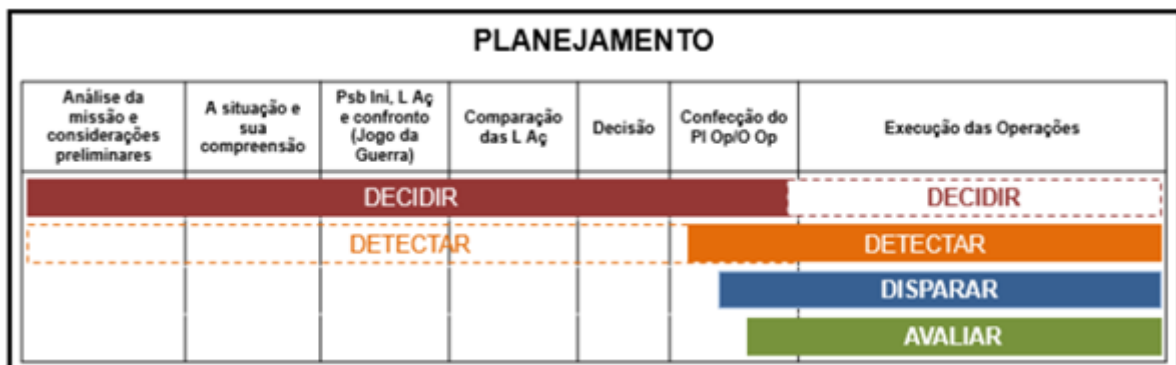 PLANEJAMENTO
Análise da
missão e
considerações
preliminares
A situação e
sua
compreensão
Psb Ini, L Aç
e confronto
(Jogo da
Guerra)
Comparação
das L Aç
Decisão
Confecção do
Pl Op/O Op
Execução das Operações
DECIDIR
DECIDIR
DETECTAR
DETECTAR
DISPARAR
AVALIAR